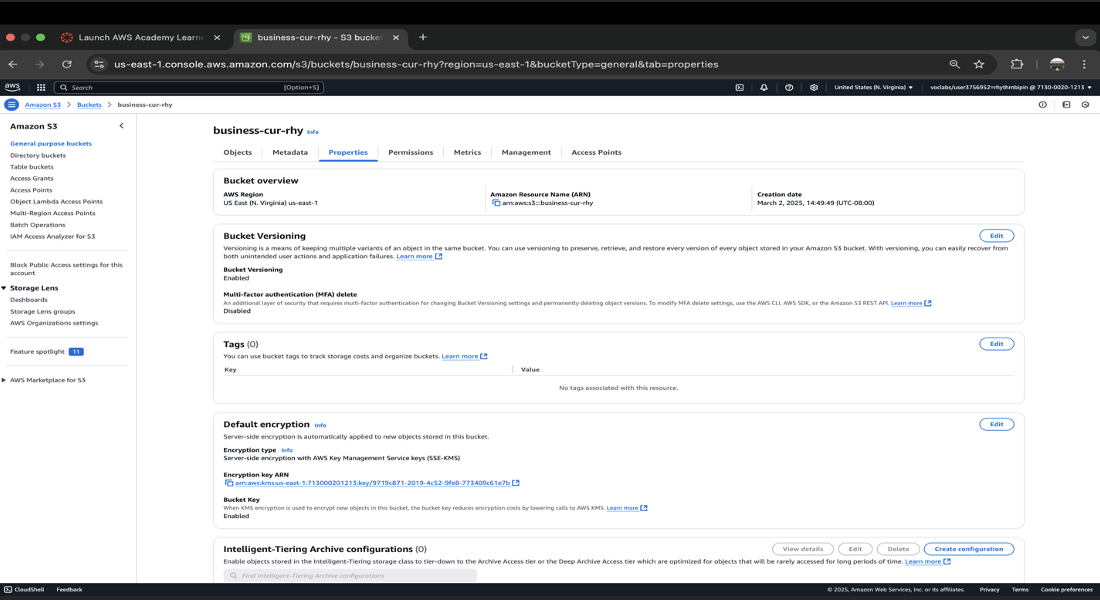 Launch AWS Academy Learn
business-cur-rhy - S3 bucke
us-east-1.console.aws.amazon.com/s3/buckets/business-cur-rhy?region=us-east-1&bucketType=general&tab=properties
aws
Search
[Option+S]
United States (N. Virginia)
voclabs/user3756952=rhythmbipin @ 7130-0020-1213
Amazon S3 > Buckets > business-cur-rhy
Amazon S3
General purpose buckets
Directory buckets
Table buckets
Access Grants
Access Points
Object Lambda Access Points
Multi-Region Access Points
Batch Operations
IAM Access Analyzer for S3
Block Public Access settings for this
account
Storage Lens
Dashboards
Storage Lens groups
AWS Organizations settings
Feature spotlight 11
AWS Marketplace for S3
business-cur-rhy Info
Objects
Metadata
Properties
Permissions
Metrics
Management
Access Points
Bucket overview
AWS Region
US East (N. Virginia) us-east-1
Amazon Resource Name (ARN)
arn:aws:s3:::business-cur-rhy
Creation date
March 2, 2025, 14:49:49 (UTC-08:00)
Bucket Versioning
Edit
Versioning is a means of keeping multiple variants of an object in the same bucket. You can use versioning to preserve, retrieve, and restore every version of every object stored in your Amazon S3 bucket. With versioning, you can easily recover from
both unintended user actions and application failures. Learn more
Bucket Versioning
Enabled
Multi-factor authentication (MFA) delete
An additional layer of security that requires multi-factor authentication for changing Bucket Versioning settings and permanently deleting object versions. To modify MFA delete settings, use the AWS CLI, AWS SDK, or the Amazon S3 REST API. Learn more
Disabled
Tags (0)
Edit
You can use bucket tags to track storage costs and organize buckets. Learn more
Key
Value
No tags associated with this resource.
Default encryption Info
Edit
Server-side encryption is automatically applied to new objects stored in this bucket.
Encryption type Info
Server-side encryption with AWS Key Management Service keys (SSE-KMS)
Encryption key ARN
arn:aws:kms:us-east-1:713000201213:key/9719c871-2019-4c52-9fe8-773409c61e7b
Bucket Key
When KMS encryption is used to encrypt new objects in this bucket, the bucket key reduces encryption costs by lowering calls to AWS KMS. Learn more
Enabled
Intelligent-Tiering Archive configurations (0)
View details
Edit
Delete
Create configuration
Enable objects stored in the Intelligent-Tiering storage class to tier-down to the Archive Access tier or the Deep Archive Access tier which are optimized for objects that will be rarely accessed for long periods of time. Learn more
Find Intelligent-Tiering Archive configurations
CloudShell
Feedback
© 2025, Amazon Web Services, Inc. or its affiliates.
Privacy
Terms
Cookie preferences